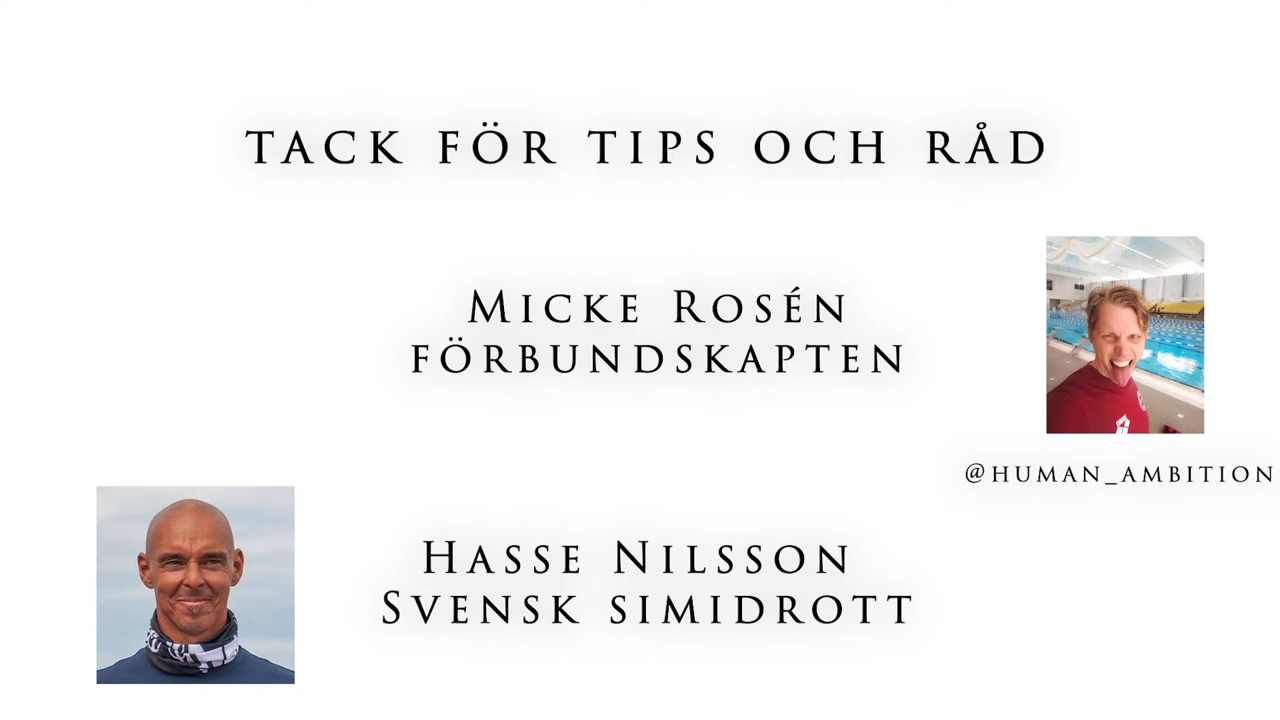 TACK FÖR TIPS OCH RÅD
MICKE ROSÉN
FÖRBUNDSKAPTEN
@HUMAN_AMBITION
HASSE NILSSON
SVENSK SIMIDROTT